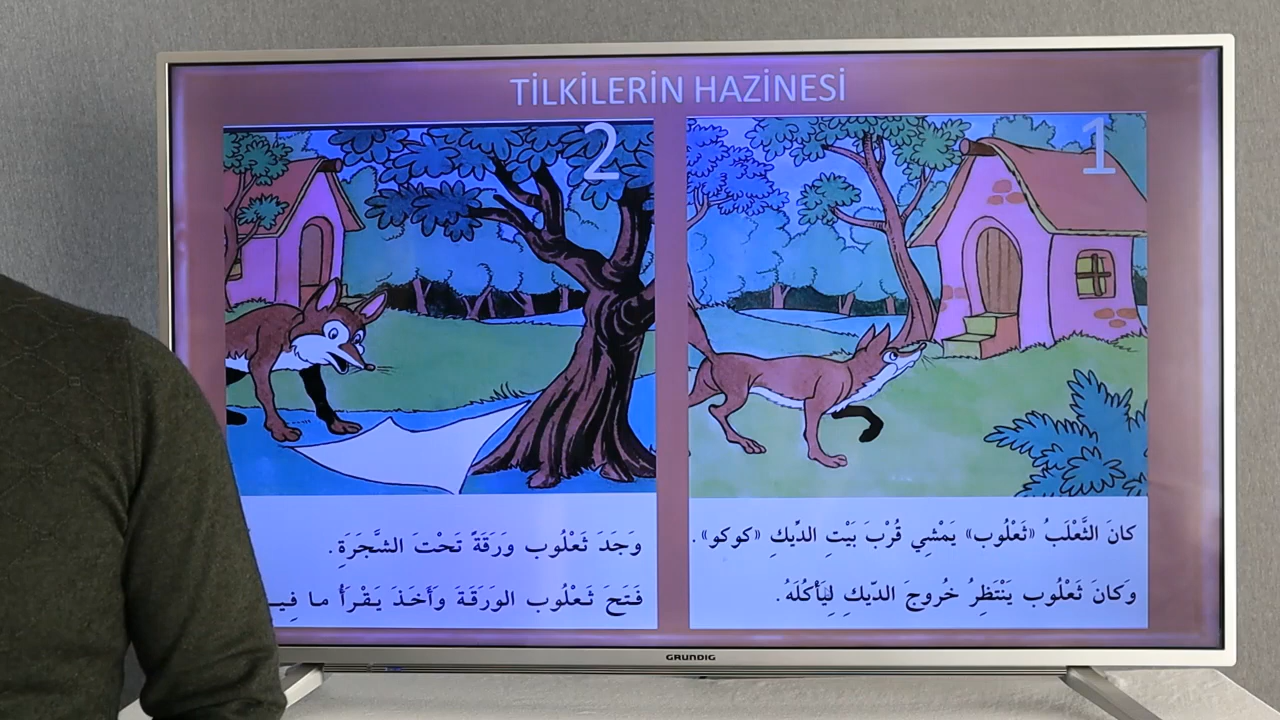 TİLKİLERİN HAZİNESİ
1
كانَ الثَّعْلَبُ «ثَعْلُوب» يَمْشِي قُرْبَ بَيْتِ الدِّيكِ «كوكو».
وَكانَ ثَعْلُوب يَنْتَظِرُ خُروجَ الدّيكِ لِيَأْكُلَهُ.
2
وَجَدَ ثَعْلُوب وَرَقَةً تَحْتَ الشَّجَرَةِ.
فَتَحَ ثَعْلُوب الوَرَقَةَ وَأَخَذَ يَقْرَأُ ما
GRUNDIG